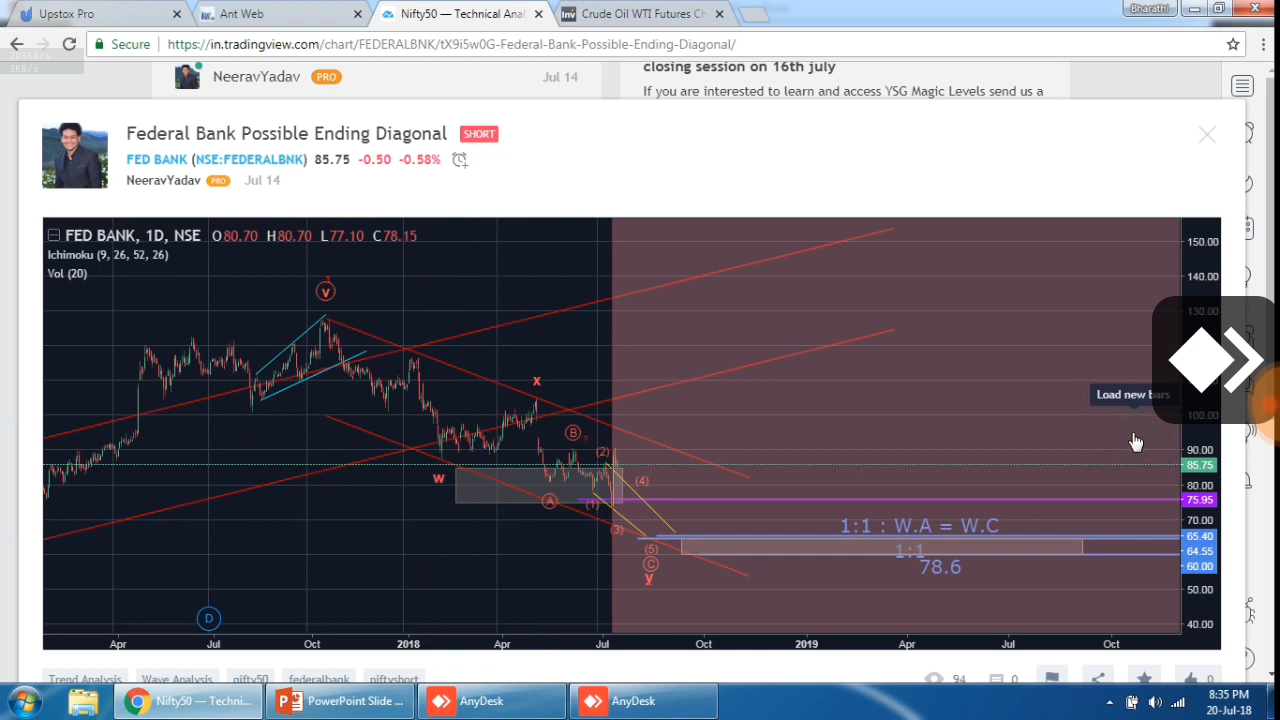 Upstox Pro
Ant Web
Nifty50 — Technical Anal
Crude Oil WTI Futures Ch
Bharathi
Secure
https://in.tradingview.com/chart/FEDERALBNK/tX9i5w0G-Federal-Bank-Possible-Ending-Diagonal/
3KB/s
NeeravYadav PRO Jul 14
closing session on 16th july
If you are interested to learn and access YSG Magic Levels send us a
Federal Bank Possible Ending Diagonal SHORT
FED BANK (NSE:FEDERALBNK) 85.75 -0.50 -0.58%
NeeravYadav PRO Jul 14
FED BANK, 1D, NSE O80.70 H80.70 L77.10 C78.15
Ichimoku (9, 26, 52, 26)
Vol (20)
v
x
B
w
(2)
(4)
A
(1)
(3)
(5)
C
y
1:1 : W.A = W.C
1:1
78.6
D
Load new bars
150.00
140.00
130.00
100.00
90.00
85.75
80.00
75.95
70.00
65.40
64.55
60.00
50.00
40.00
Apr Jul Oct 2018 Apr Jul Oct 2019 Apr Jul Oct
Trend Analysis Wave Analysis nifty50 federalbank niftyshort
94 0 0
Nifty50 — Techni...
PowerPoint Slide ...
AnyDesk
AnyDesk
8:35 PM
20-Jul-18